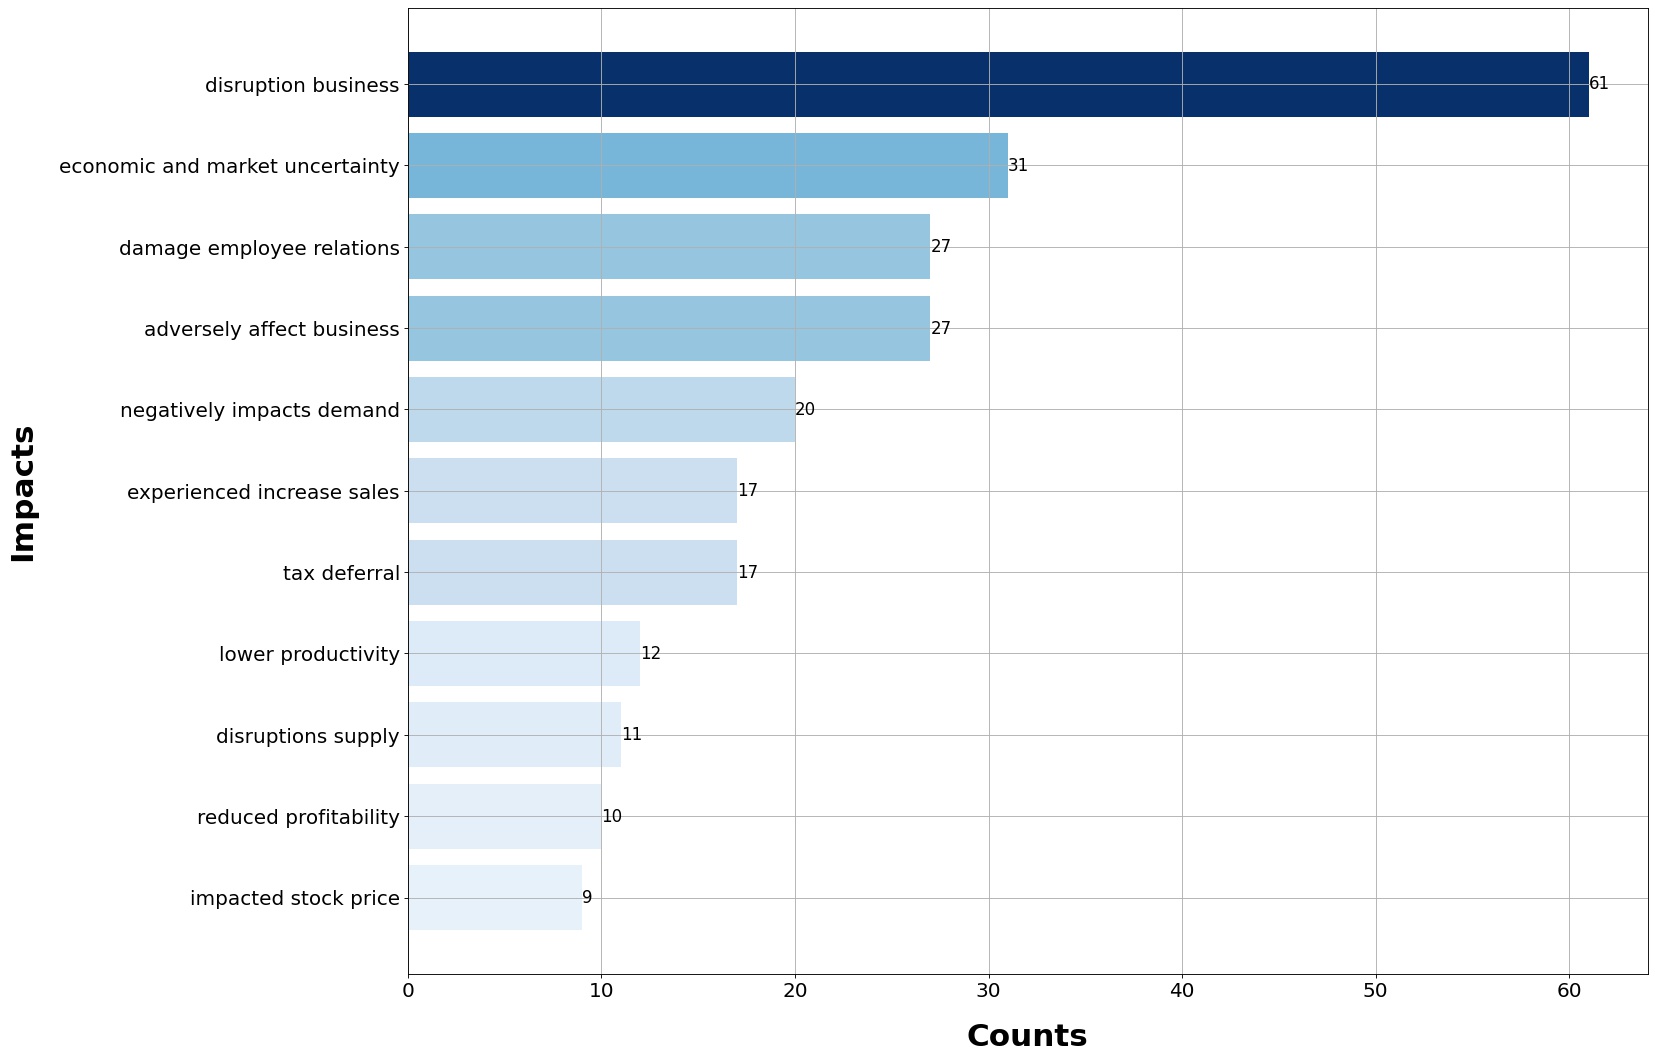 disruption business
61
economic and market uncertainty
31
damage employee relations
27
adversely affect business
27
negatively impacts demand
20
experienced increase sales
17
tax deferral
17
lower productivity
12
disruptions supply
11
reduced profitability
10
impacted stock price
9
Impacts
0 10 20 30 40 50 60
Counts